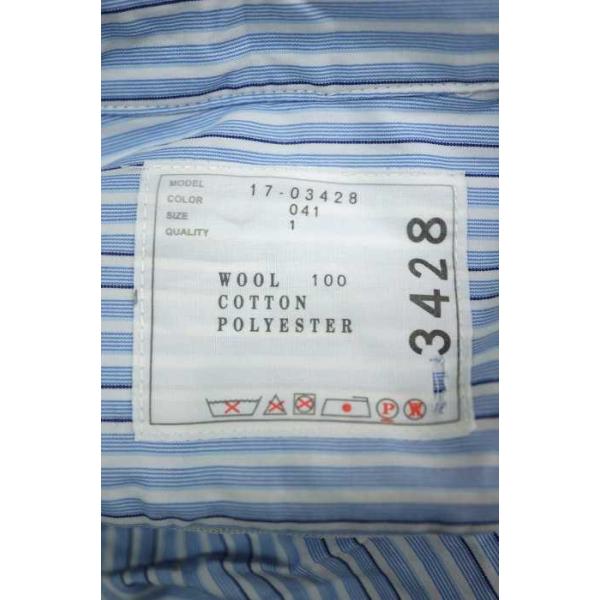 MODEL 17-03428
COLOR 041
SIZE 1
QUALITY
WOOL 100
COTTON
POLYESTER
3428
P W